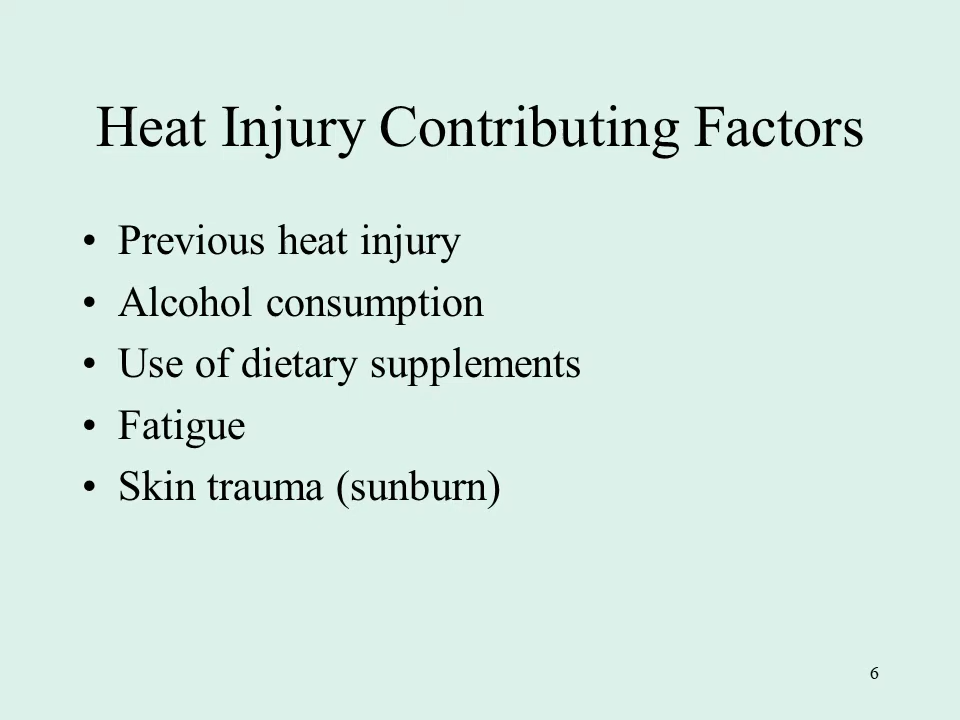 Heat Injury Contributing Factors
• Previous heat injury
• Alcohol consumption
• Use of dietary supplements
• Fatigue
• Skin trauma (sunburn)
6